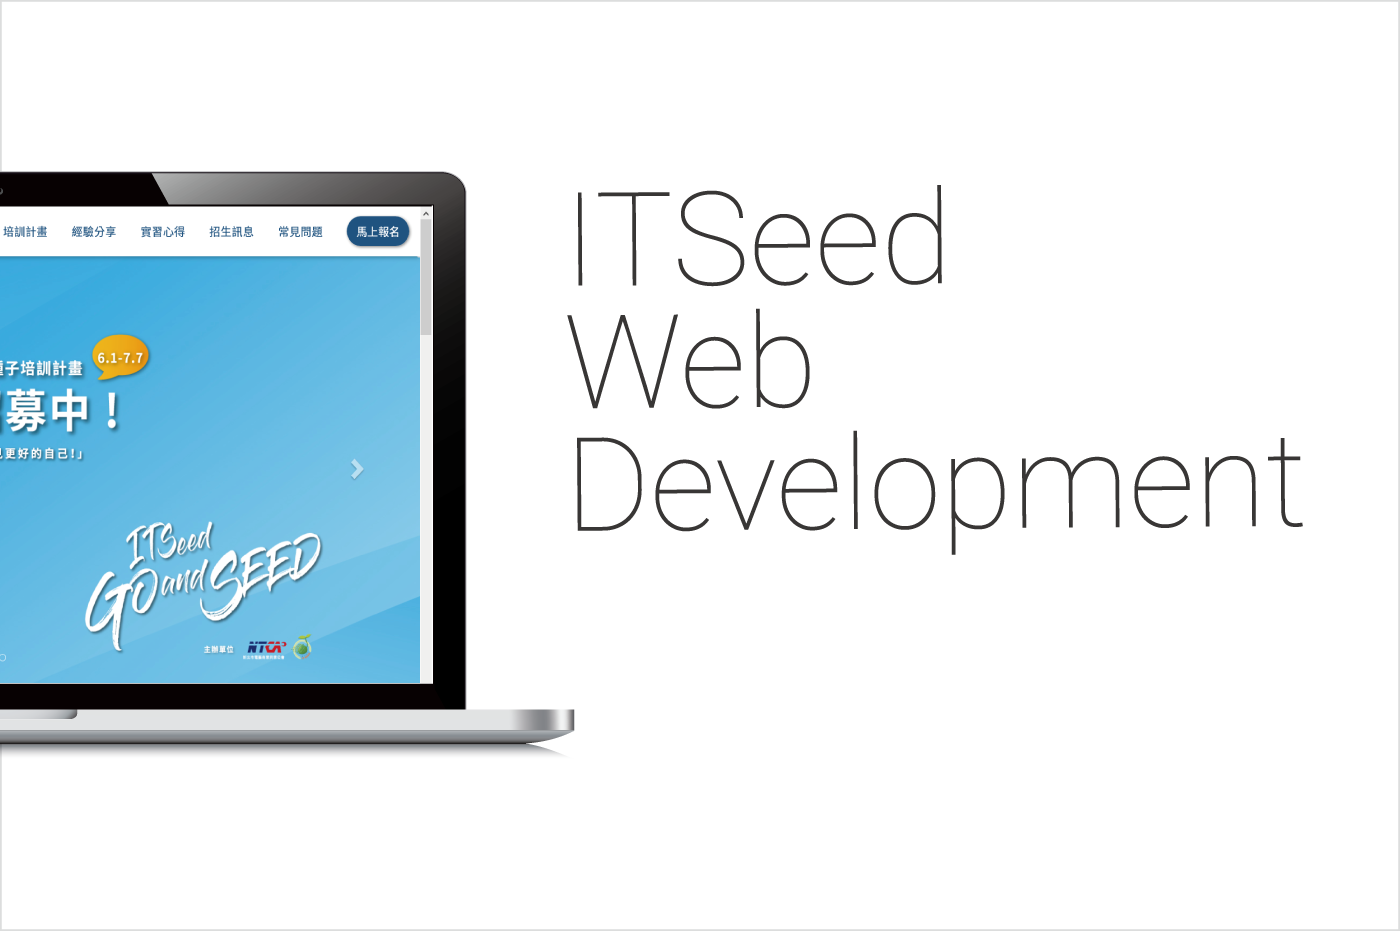 培訓計畫 經驗分享 實習心得 招生訊息 常見問題 馬上報名
子培訓計畫
6.1-7.7
募中！
更好的自己！」
ITSeed
GO and SEED
主辦單位 NTCA
ITSeed
Web
Development